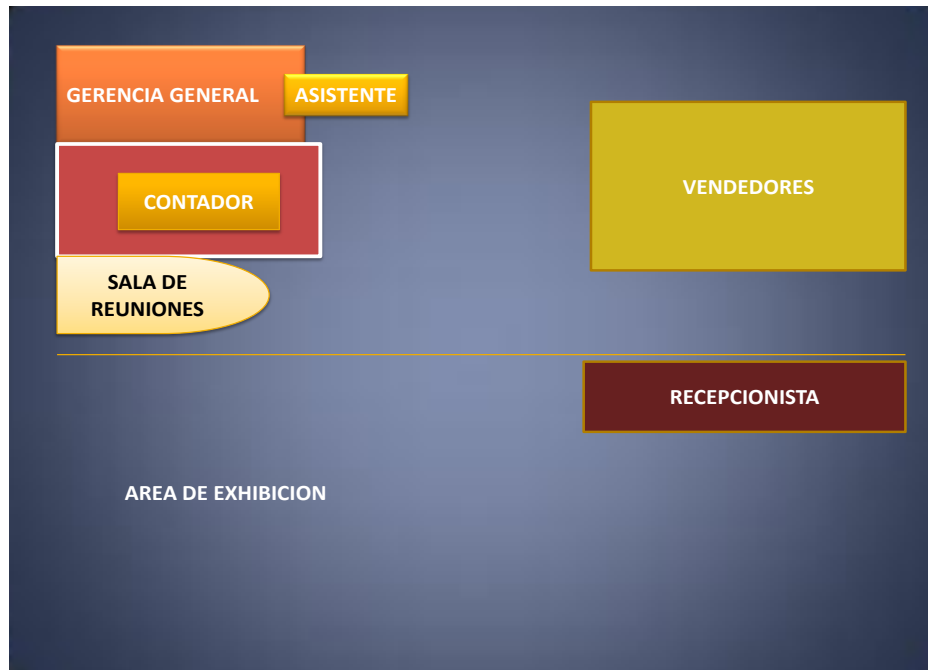 GERENCIA GENERAL
ASISTENTE
CONTADOR
VENDEDORES
SALA DE
REUNIONES
RECEPCIONISTA
AREA DE EXHIBICION